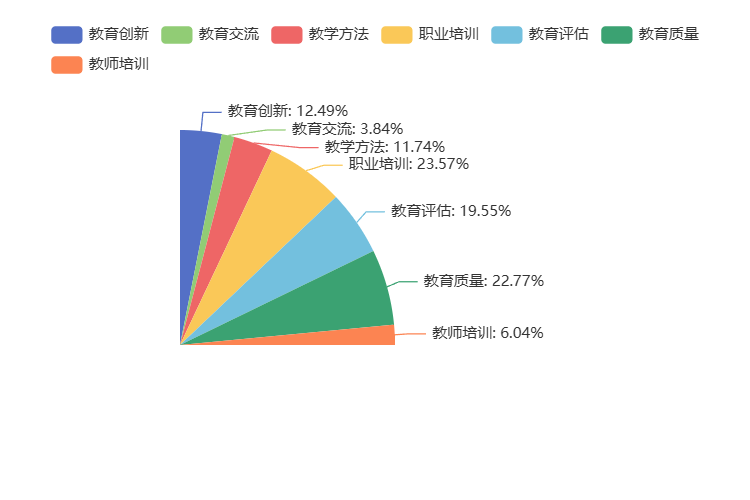 教育创新 教育交流 教学方法 职业培训 教育评估 教育质量
教师培训
教育创新: 12.49%
教育交流: 3.84%
教学方法: 11.74%
职业培训: 23.57%
教育评估: 19.55%
教育质量: 22.77%
教师培训: 6.04%